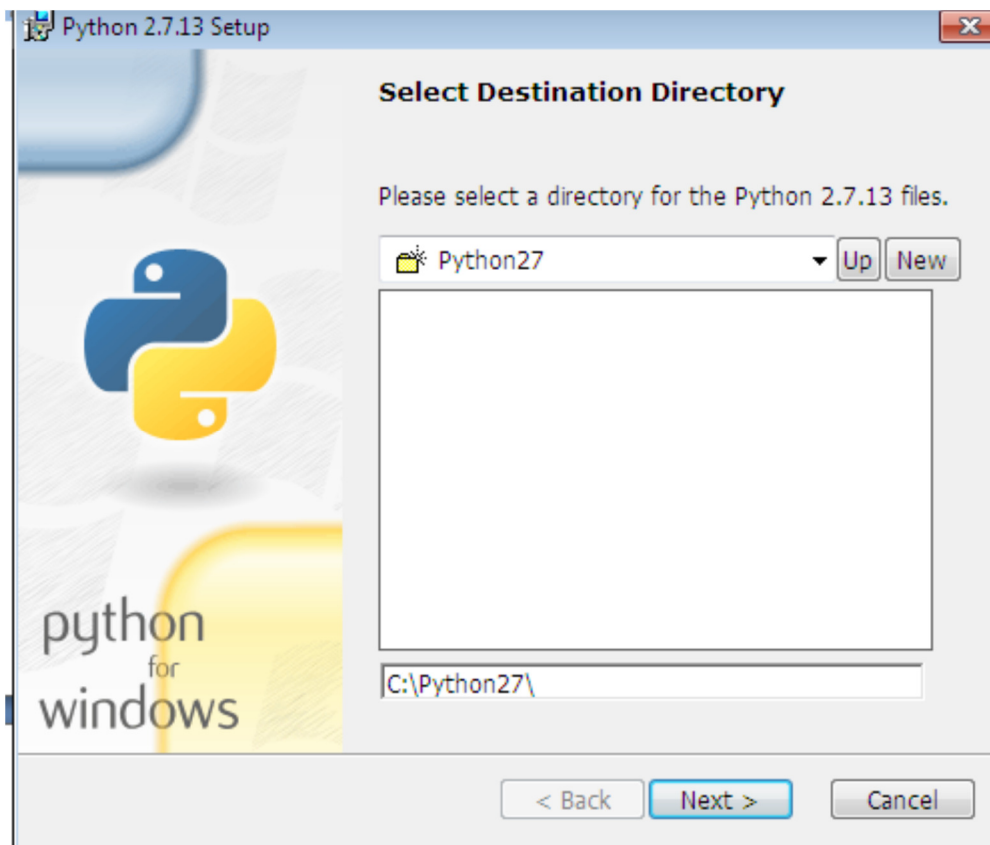 Python 2.7.13 Setup
Select Destination Directory
Please select a directory for the Python 2.7.13 files.
Python27
Up New
C:\Python27\
python
for
windows
< Back Next > Cancel